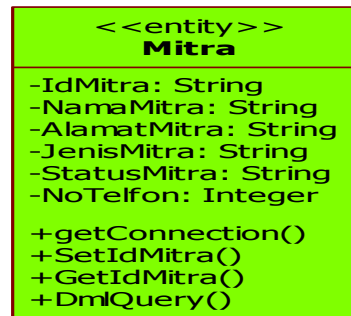 <<entity>>
Mitra
-IdMitra: String
-NamaMitra: String
-AlamatMitra: String
-JenisMitra: String
-StatusMitra: String
-NoTelfon: Integer
+getConnection()
+SetIdMitra()
+GetIdMitra()
+DmlQuery()